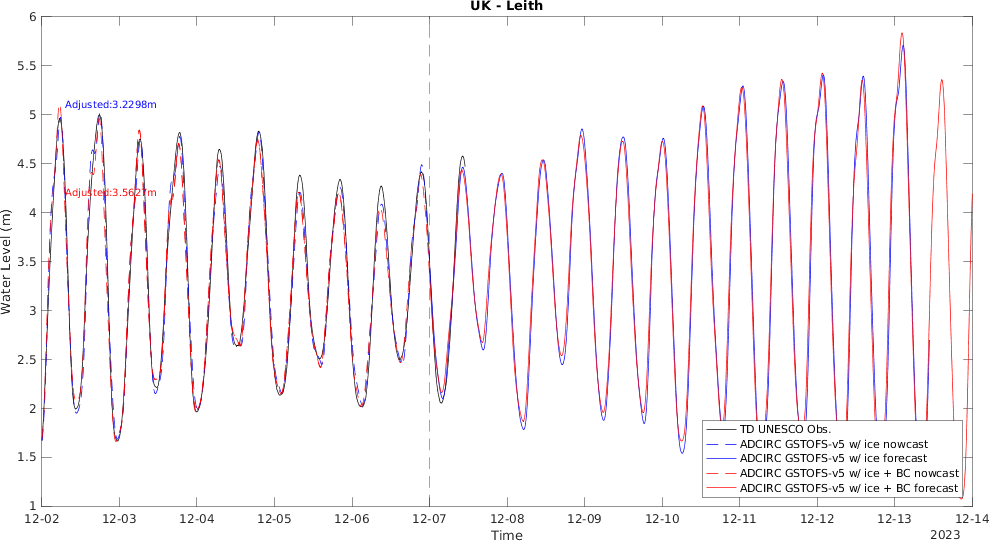 UK - Leith
6
5.5
5
4.5
4
3.5
3
2.5
2
1.5
1
Water Level (m)
Adjusted:3.2298m
Adjusted:3.5627m
TD UNESCO Obs.
ADCIRC GSTOFS-v5 w/ ice nowcast
ADCIRC GSTOFS-v5 w/ ice forecast
ADCIRC GSTOFS-v5 w/ ice + BC nowcast
ADCIRC GSTOFS-v5 w/ ice + BC forecast
12-02 12-03 12-04 12-05 12-06 12-07 12-08 12-09 12-10 12-11 12-12 12-13 12-14
Time
2023